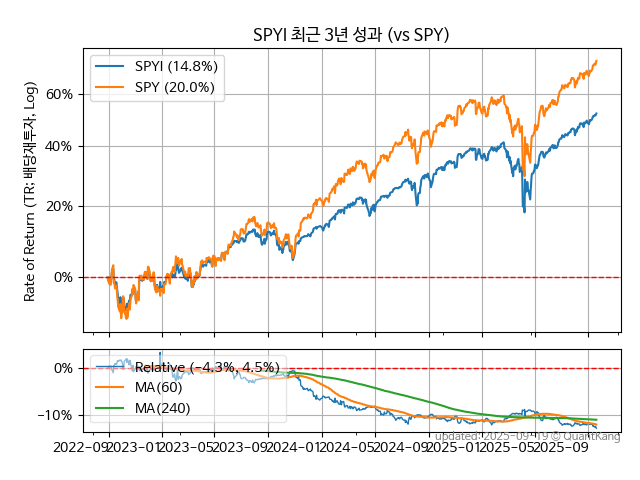 SPYI 최근 3년 성과 (vs SPY)
Rate of Return (TR: 배당재투자, Log)
SPYI (14.8%)
SPY (20.0%)
60%
40%
20%
0%
Relative (-4.3%, 4.5%)
MA(60)
MA(240)
0%
−10%
2022-09 2023-01 2023-05 2023-09 2024-01 2024-05 2024-09 2025-01 2025-05 2025-09
updated: 2025-09-19 © QuantKang